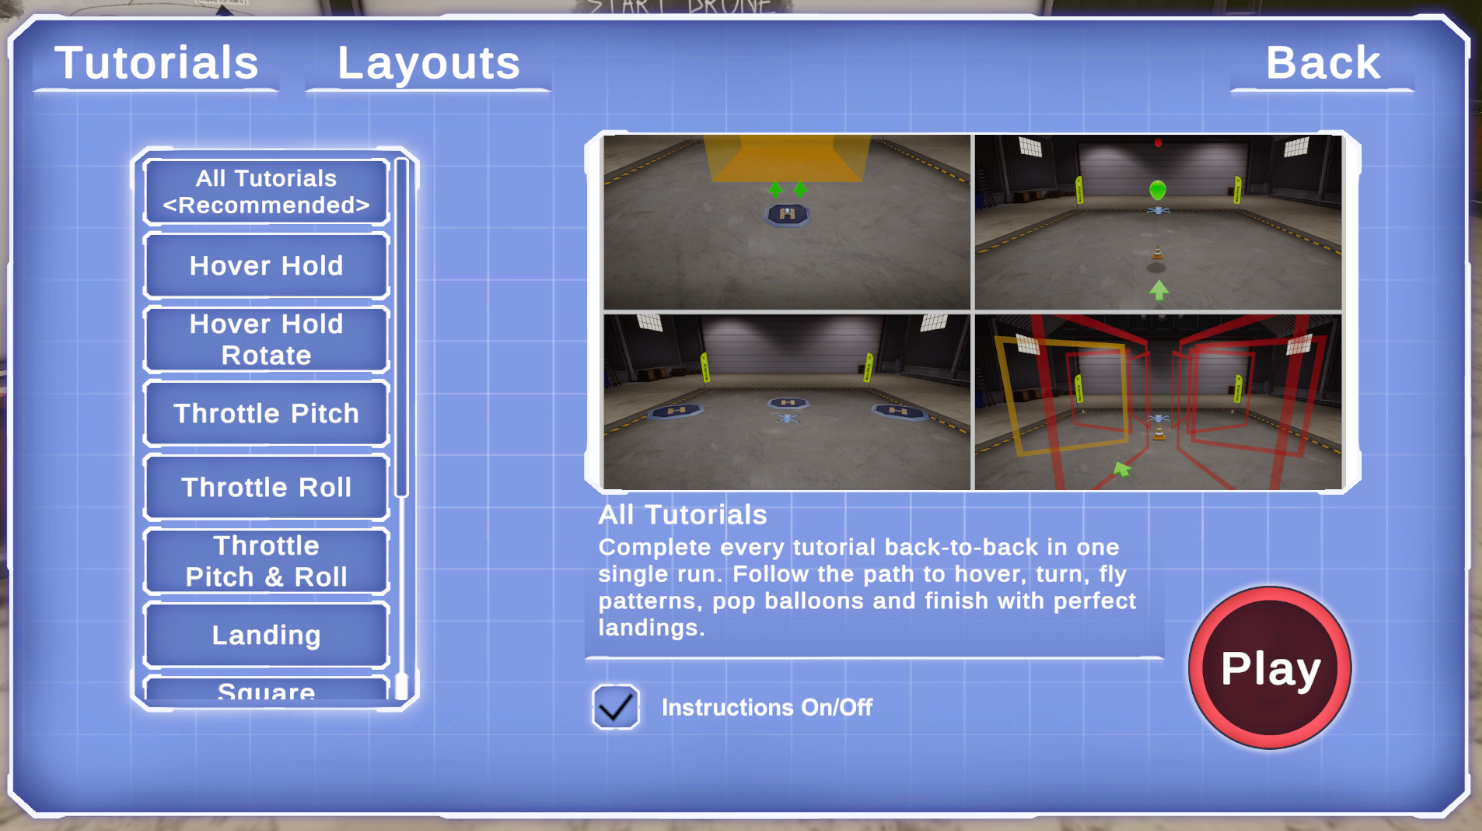 START DRONE
Tutorials
Layouts
Back
All Tutorials
<Recommended>
Hover Hold
Hover Hold
Rotate
Throttle Pitch
Throttle Roll
Throttle
Pitch & Roll
Landing
Square
All Tutorials
Complete every tutorial back-to-back in one
single run. Follow the path to hover, turn, fly
patterns, pop balloons and finish with perfect
landings.
Instructions On/Off
Play